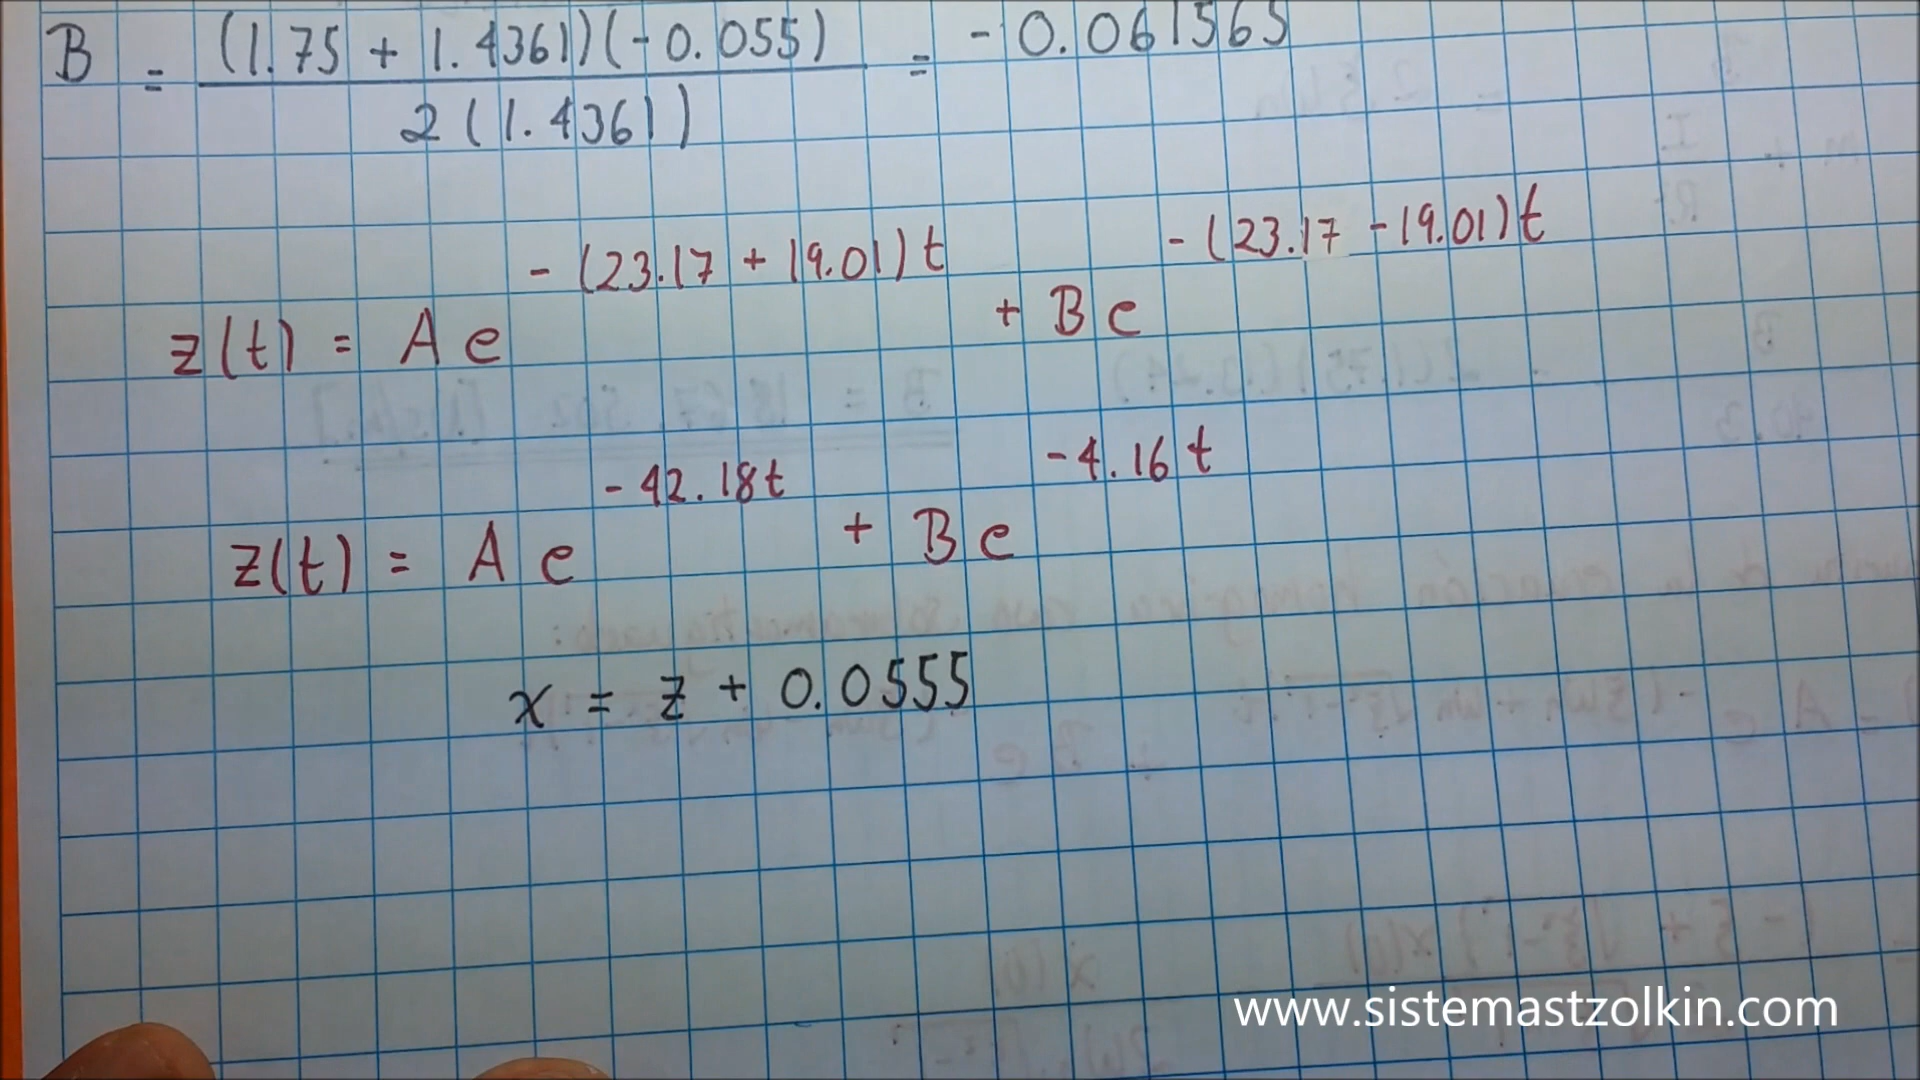 B = (1.75 + 1.4361)(-0.055) / 2(1.4361) = -0.061565
z(t) = A e^-(23.17 + 19.01)t + B e^-(23.17 - 19.01)t
z(t) = A e^-42.18t + B e^-4.16t
x = z + 0.0555
www.sistemastzolkin.com